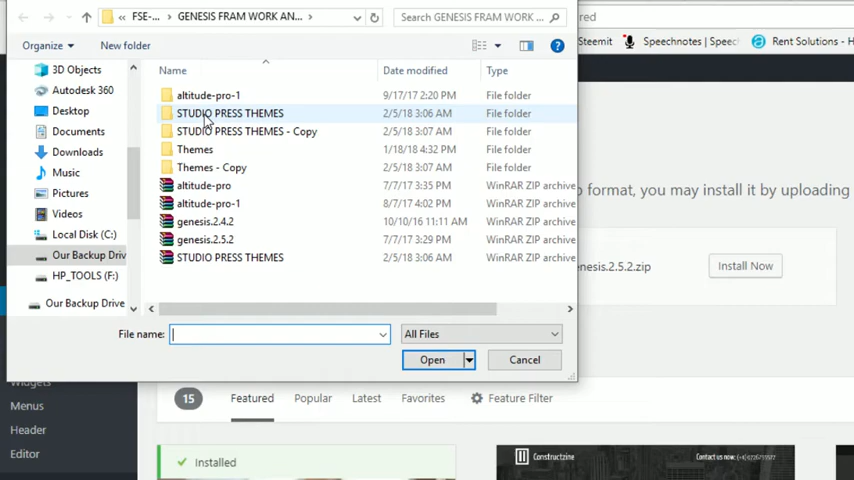 « FSE-... › GENESIS FRAM WORK AN... ›
Search GENESIS FRAM WORK AN...
red
Organize
New folder
Steemit
Speechnotes | Speecl
Rent Solutions - Ho
3D Objects
Autodesk 360
Desktop
Documents
Downloads
Music
Pictures
Videos
Local Disk (C:)
Our Backup Driv
HP_TOOLS (F:)
Our Backup Drive
Name Date modified Type
altitude-pro-1 9/17/17 2:20 PM File folder
STUDIO PRESS THEMES 2/5/18 3:06 AM File folder
STUDIO PRESS THEMES - Copy 2/5/18 3:07 AM File folder
Themes 1/18/18 4:32 PM File folder
Themes - Copy 2/5/18 3:07 AM File folder
altitude-pro 7/7/17 3:35 PM WinRAR ZIP archive
altitude-pro-1 8/7/17 4:02 PM WinRAR ZIP archive
genesis.2.4.2 10/10/16 11:11 AM WinRAR ZIP archive
genesis.2.5.2 7/7/17 3:29 PM WinRAR ZIP archive
STUDIO PRESS THEMES 2/5/18 3:06 AM WinRAR ZIP archive
File name:
All Files
Open
Cancel
p format, you may install it by uploading
enesis.2.5.2.zip
Install Now
Widgets
Menus
Header
Editor
15
Featured
Popular
Latest
Favorites
Feature Filter
Installed
Constructzine
Contact us now: